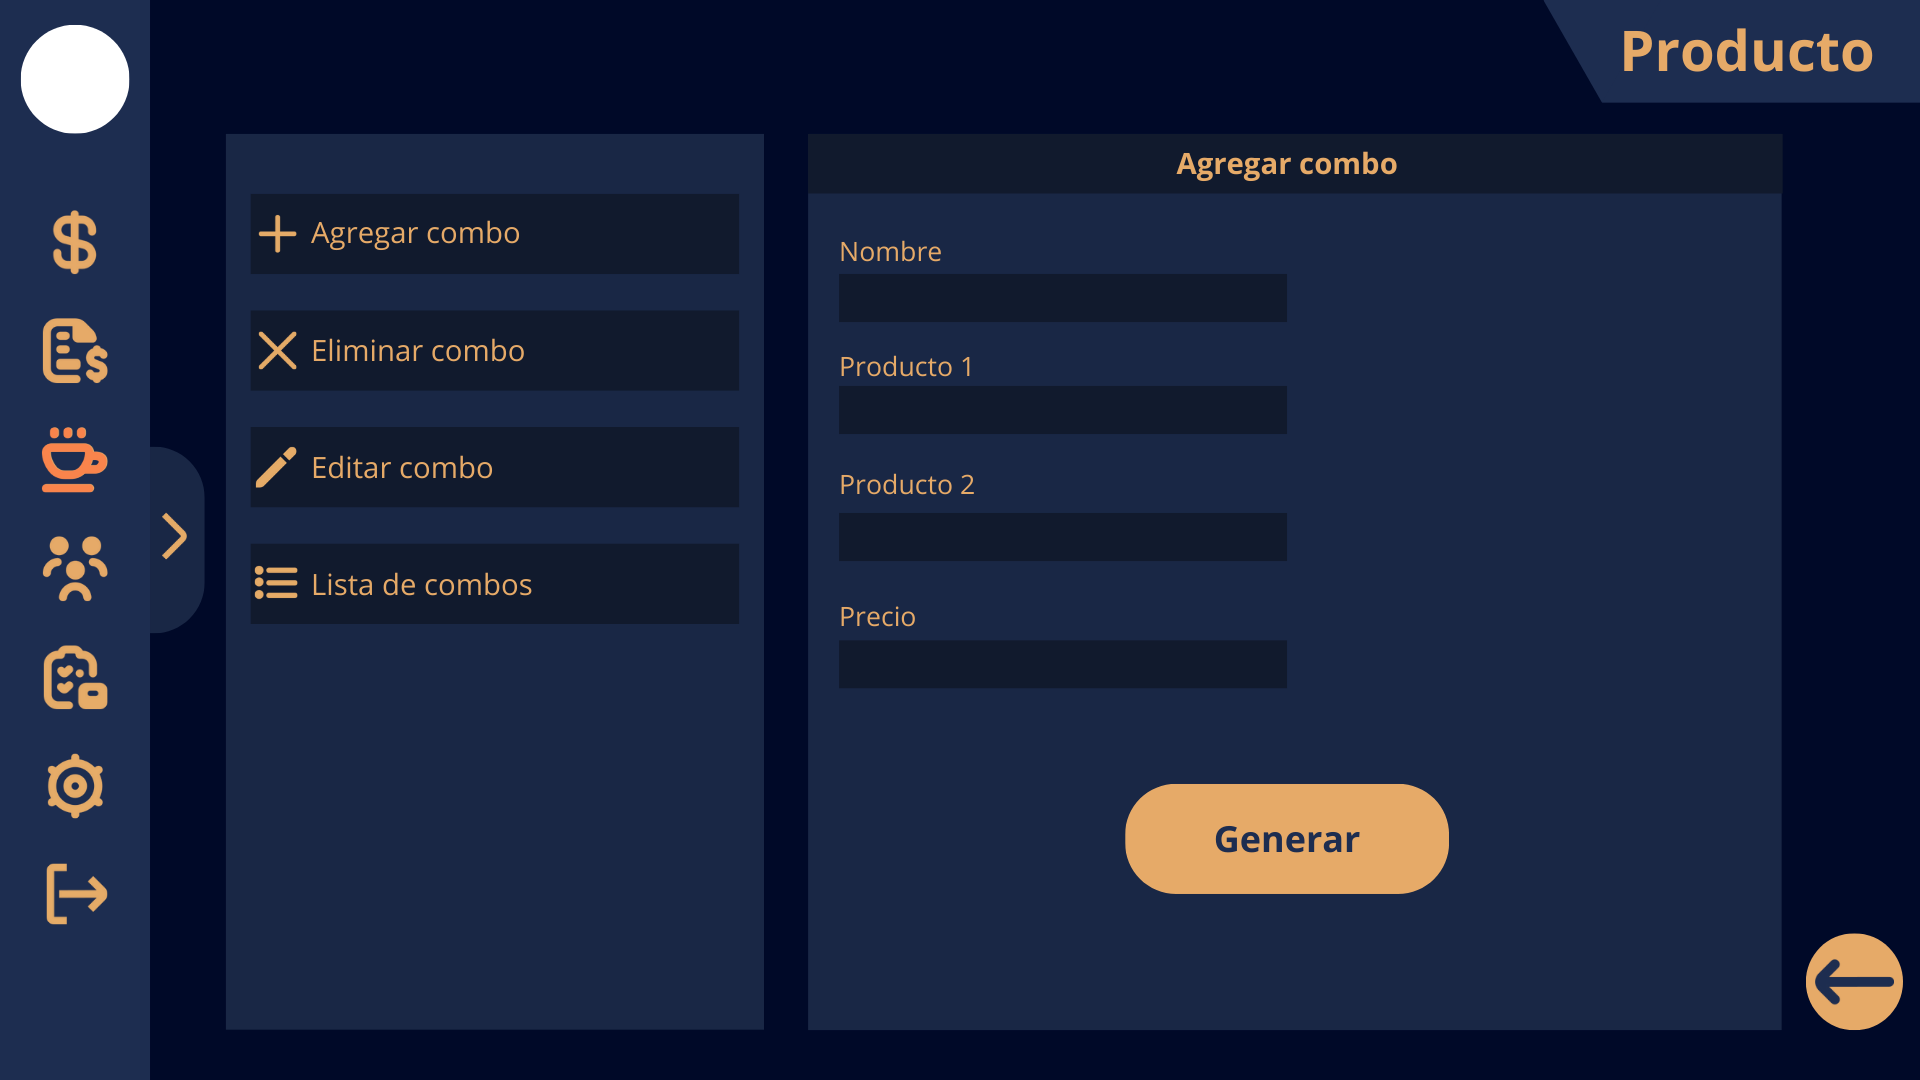 Producto
Agregar combo
Eliminar combo
Editar combo
Lista de combos
Agregar combo
Nombre
Producto 1
Producto 2
Precio
Generar